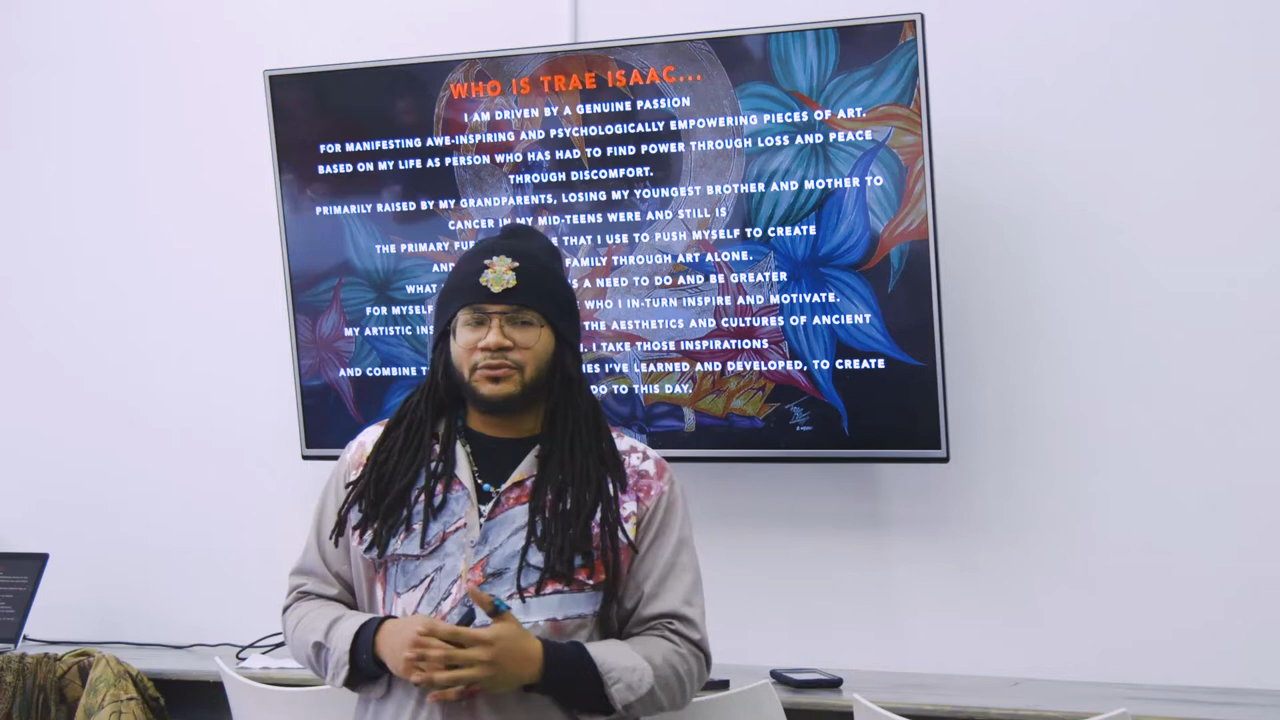 WHO IS TRAE ISAAC...
I AM DRIVEN BY A GENUINE PASSION
FOR MANIFESTING AWE-INSPIRING AND PSYCHOLOGICALLY EMPOWERING PIECES OF ART.
BASED ON MY LIFE AS PERSON WHO HAS HAD TO FIND POWER THROUGH LOSS AND PEACE
THROUGH DISCOMFORT.
PRIMARILY RAISED BY MY GRANDPARENTS, LOSING MY YOUNGEST BROTHER AND MOTHER TO
CANCER IN MY MID-TEENS WERE AND STILL IS
THE PRIMARY THAT I USE TO PUSH MYSELF TO CREATE
FAMILY THROUGH ART ALONE.
WHAT A NEED TO DO AND BE GREATER
FOR MYSELF WHO I IN-TURN INSPIRE AND MOTIVATE.
MY ARTISTIC THE AESTHETICS AND CULTURES OF ANCIENT
I TAKE THOSE INSPIRATIONS
AND COMBINE I'VE LEARNED AND DEVELOPED, TO CREATE
DO TO THIS DAY.